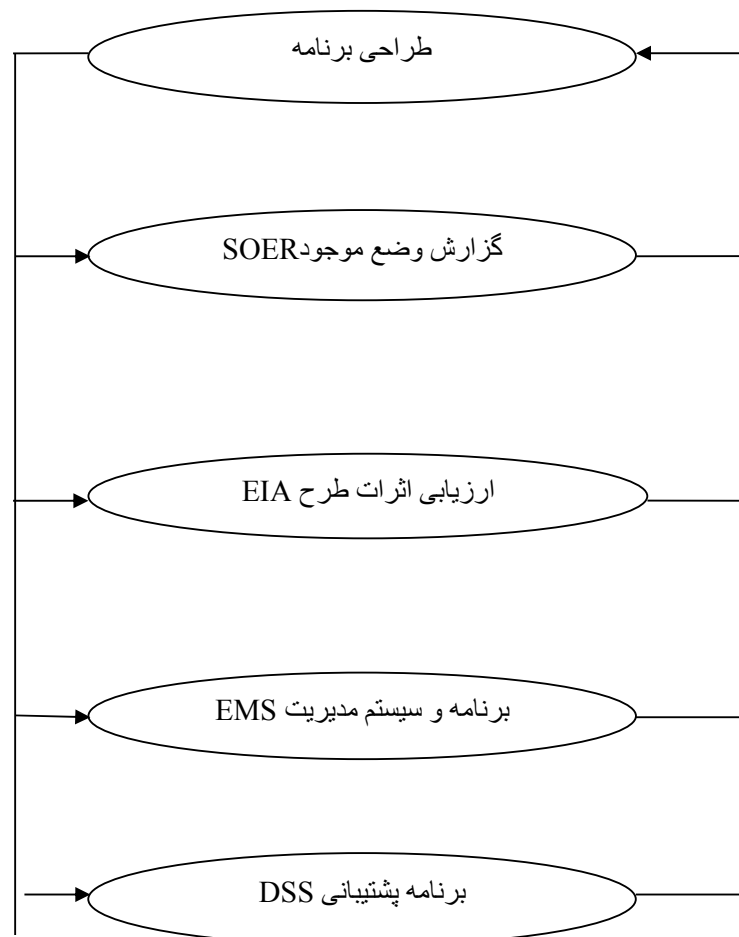 طراحی برنامه
گزارش وضع موجودSOER
ارزیابی اثرات طرح EIA
برنامه و سیستم مدیریت EMS
برنامه پشتیبانی DSS